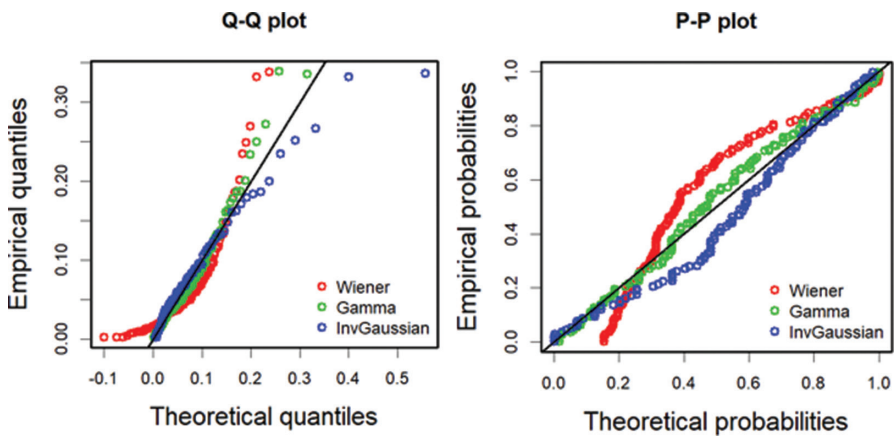 Q-Q plot
Empirical quantiles
0.30
0.20
0.10
0.00
Wiener
Gamma
InvGaussian
-0.1 0.0 0.1 0.2 0.3 0.4 0.5
Theoretical quantiles
P-P plot
Empirical probabilities
1.0
0.8
0.6
0.4
0.2
0.0
Wiener
Gamma
InvGaussian
0.0 0.2 0.4 0.6 0.8 1.0
Theoretical probabilities